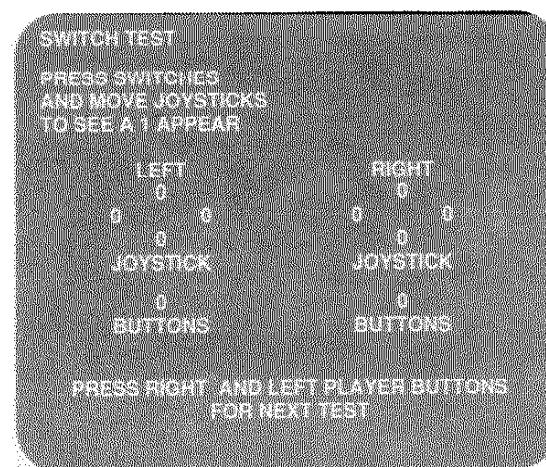 SWITCH TEST
PRESS SWITCHES
AND MOVE JOYSTICKS
TO SEE A 1 APPEAR
LEFT RIGHT
0 0
0 0 0 0
0 0
JOYSTICK JOYSTICK
0 0
BUTTONS BUTTONS
PRESS RIGHT AND LEFT PLAYER BUTTONS
FOR NEXT TEST